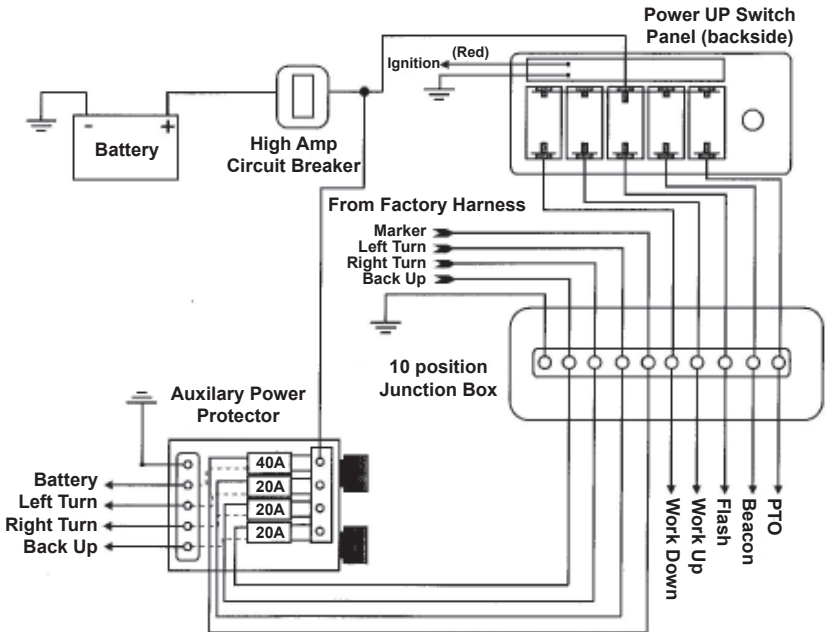 Power UP Switch
Panel (backside)
(Red)
Ignition
- +
Battery
High Amp
Circuit Breaker
From Factory Harness
Marker
Left Turn
Right Turn
Back Up
10 position
Junction Box
Auxilary Power
Protector
40A
20A
20A
20A
Battery
Left Turn
Right Turn
Back Up
Work Down
Work Up
Flash
Beacon
PTO